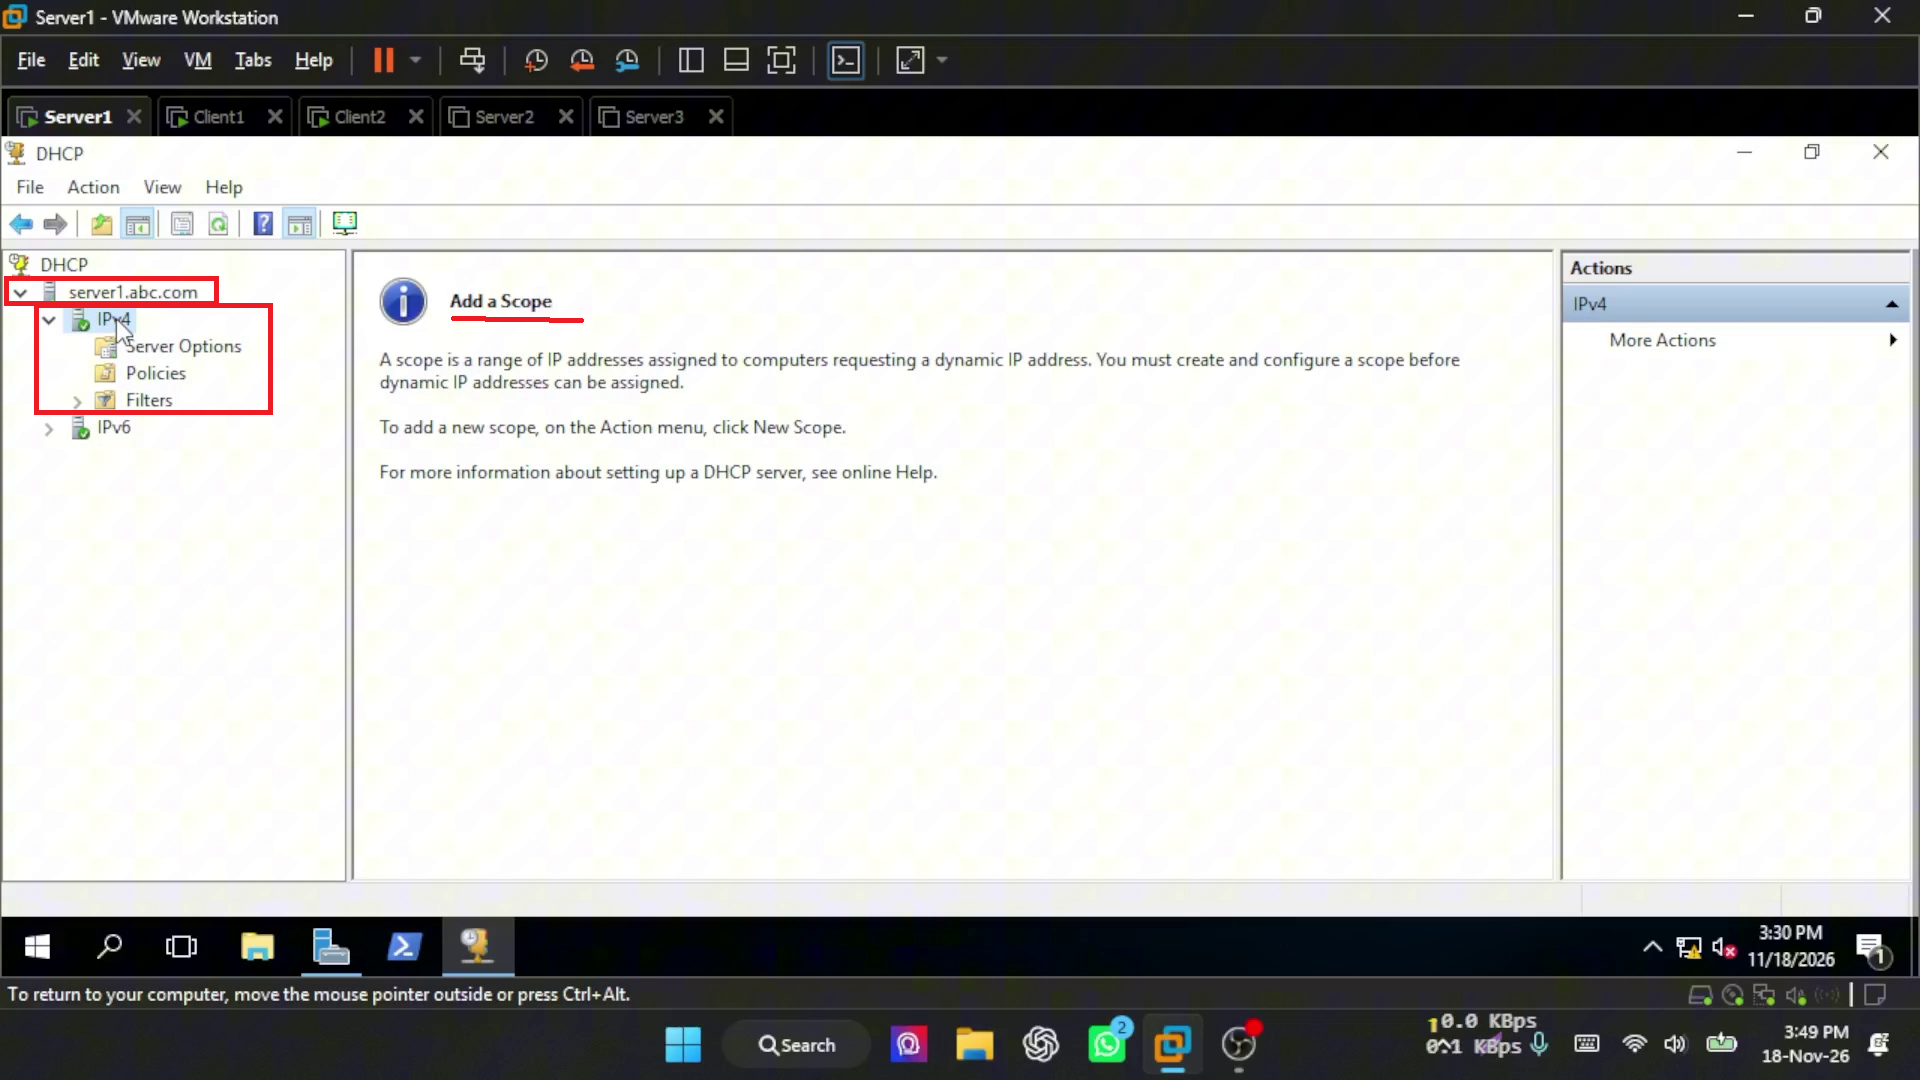 Server1 - VMware Workstation
File Edit View VM Tabs Help
Server1 Client1 Client2 Server2 Server3
DHCP
File Action View Help
DHCP
server1.abc.com
IPv4
Server Options
Policies
Filters
IPv6
Add a Scope
A scope is a range of IP addresses assigned to computers requesting a dynamic IP address. You must create and configure a scope before
dynamic IP addresses can be assigned.
To add a new scope, on the Action menu, click New Scope.
For more information about setting up a DHCP server, see online Help.
Actions
IPv4
More Actions
3:30 PM
11/18/2026
1
To return to your computer, move the mouse pointer outside or press Ctrl+Alt.
Search
2
0.0 KBps
0.1 KBps
3:49 PM
18-Nov-26